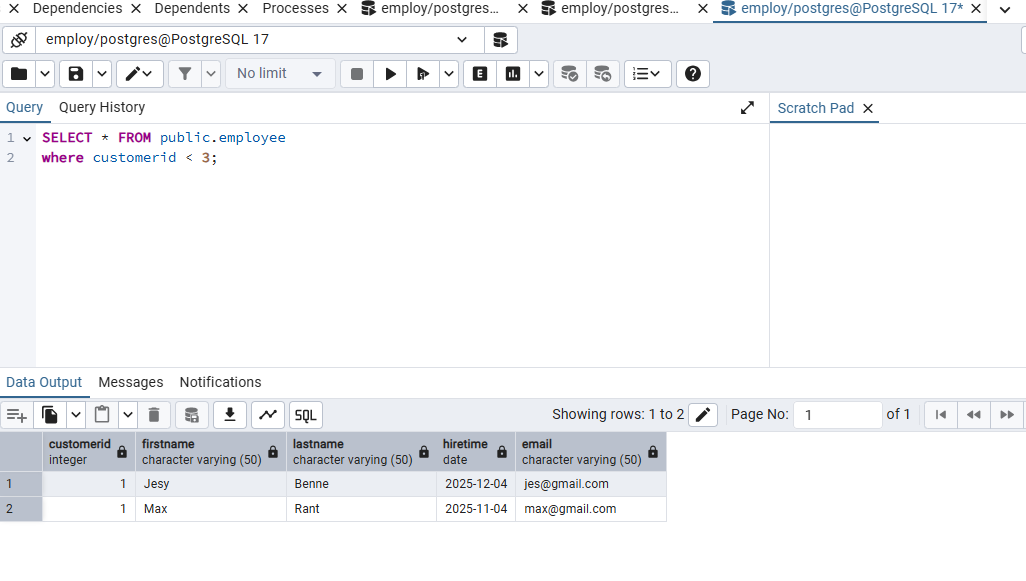 Dependencies Dependents Processes employ/postgres... employ/postgres... employ/postgres@PostgreSQL 17*
employ/postgres@PostgreSQL 17
No limit
E
Query Query History Scratch Pad
1 SELECT * FROM public.employee
2 where customerid < 3;
Data Output Messages Notifications
SQL Showing rows: 1 to 2 Page No: 1 of 1
customerid firstname lastname hiretime email
integer character varying (50) character varying (50) date character varying (50)
1 1 Jesy Benne 2025-12-04 jes@gmail.com
2 1 Max Rant 2025-11-04 max@gmail.com